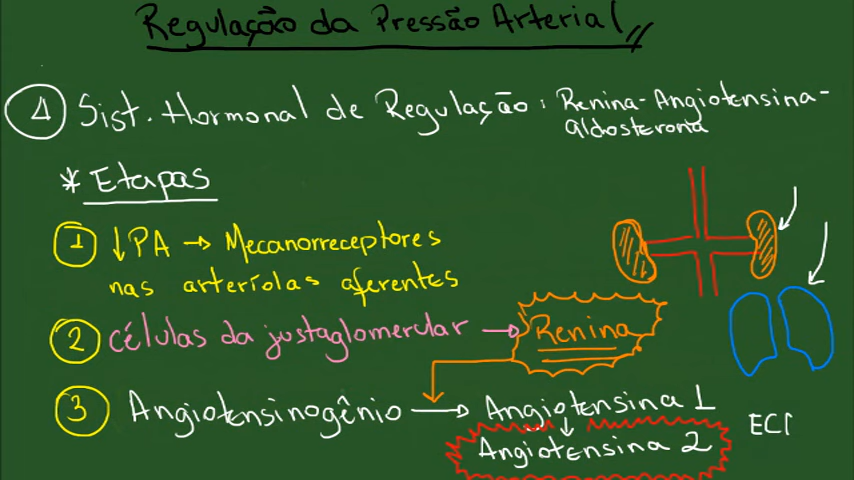 Regulação da Pressão Arterial
4 Sist. Hormonal de Regulação: Renina-Angiotensina-
aldosterona
* Etapas
1 ↓PA → Mecanorreceptores
nas arteríolas aferentes
2 células da justaglomerular → Renina
3 Angiotensinogênio → Angiotensina 1
↓
Angiotensina 2
ECA